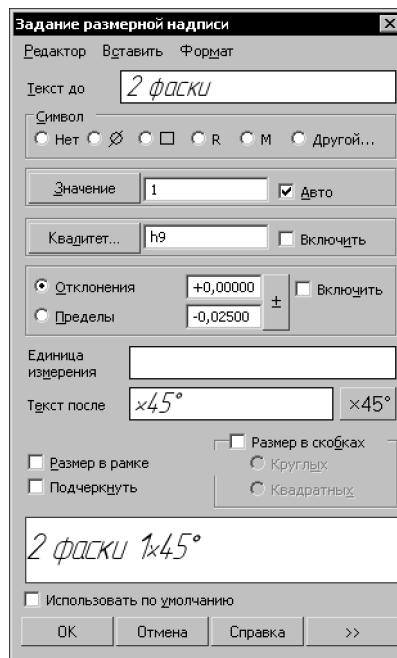 Задание размерной надписи
Редактор Вставить Формат
Текст до 2 фаски
Символ
Нет ∅ □ R M Другой...
Значение 1 Авто
Квалитет... h9 Включить
Отклонения +0,00000 ± Включить
Пределы -0,02500
Единица
измерения
Текст после ×45° ×45°
Размер в скобках
Размер в рамке Круглых
Подчеркнуть Квадратных
2 фаски 1×45°
Использовать по умолчанию
OK Отмена Справка >>